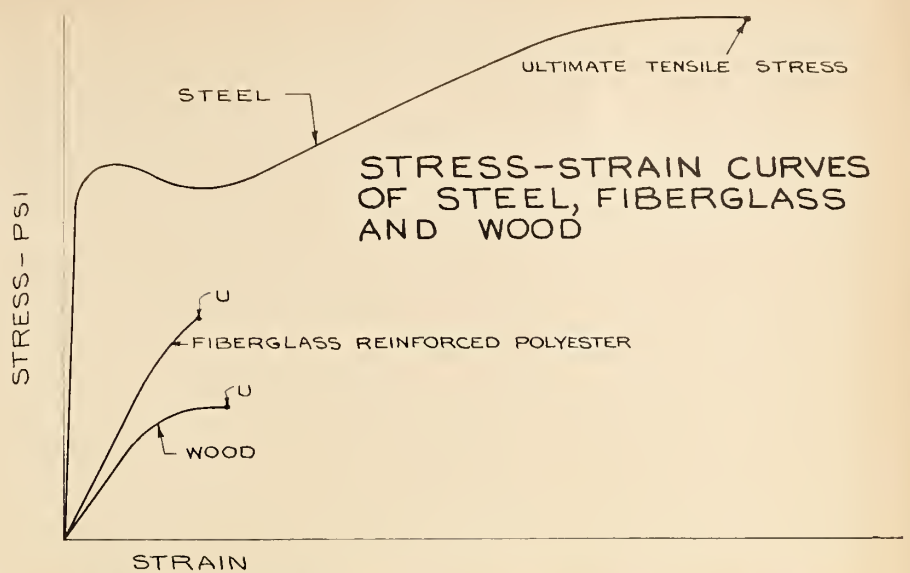 ULTIMATE TENSILE STRESS
STEEL
STRESS-STRAIN CURVES
OF STEEL, FIBERGLASS
AND WOOD
STRESS-PSI
U
FIBERGLASS REINFORCED POLYESTER
U
WOOD
STRAIN